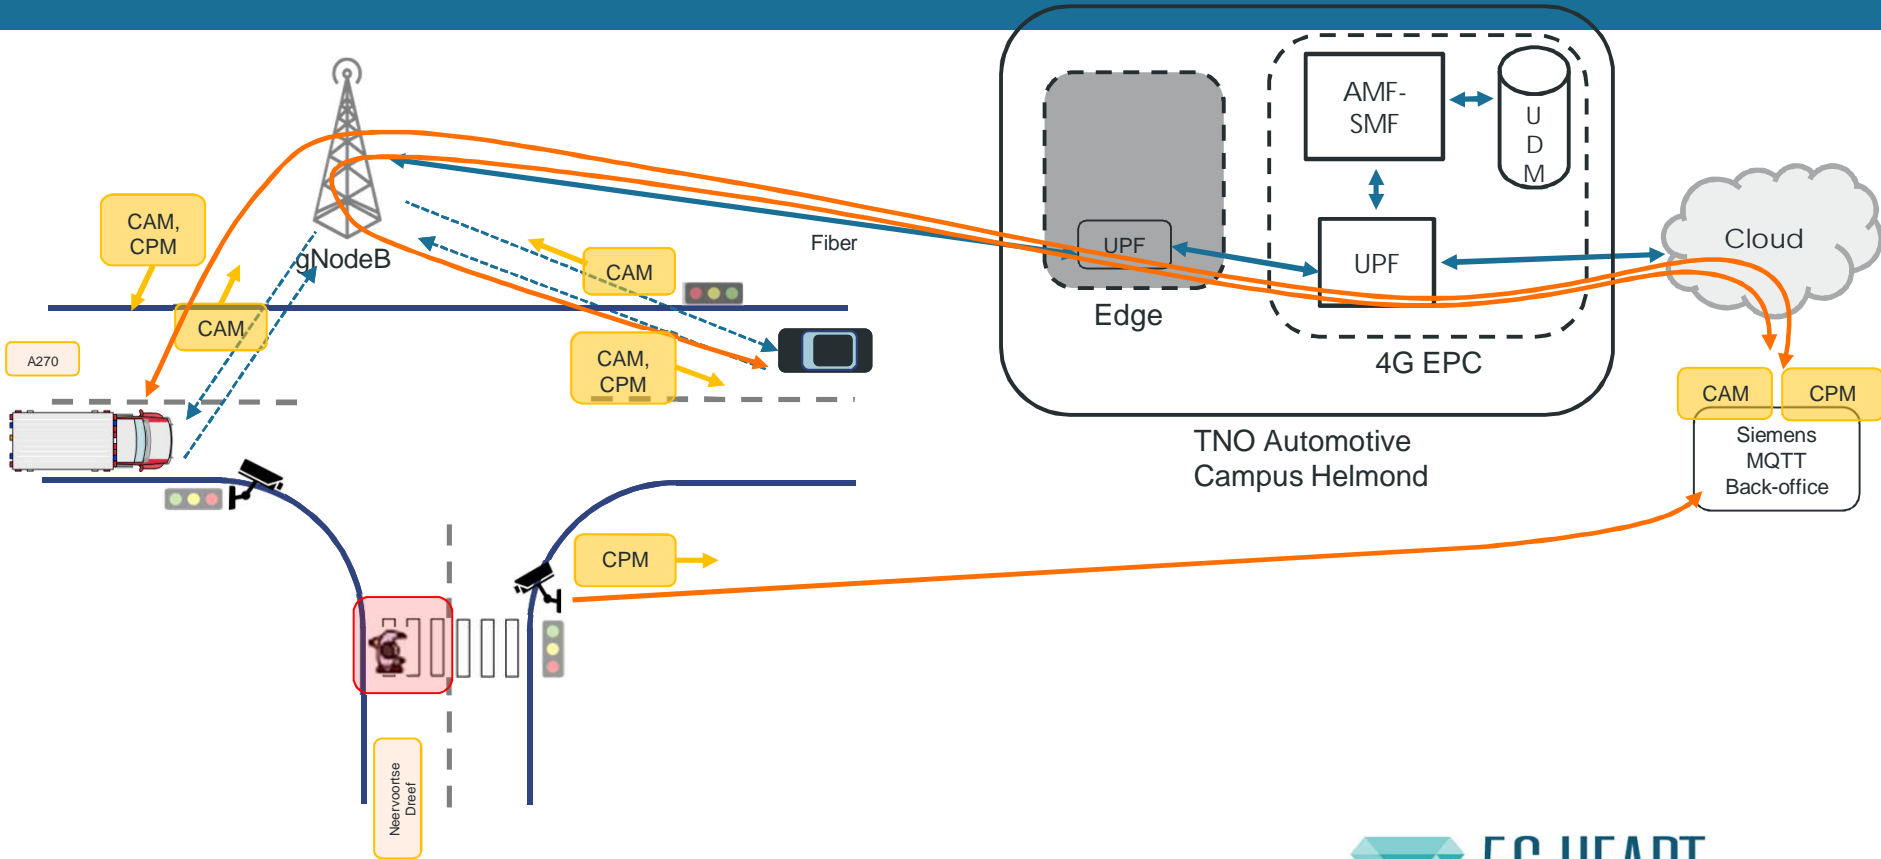 AMF-
SMF
U
D
M
CAM,
CPM
gNodeB
Fiber
CAM
UPF
UPF
Cloud
Edge
CAM
4G EPC
A270
CAM,
CPM
CAM
CPM
TNO Automotive
Campus Helmond
Siemens
MQTT
Back-office
CPM
Neervoortse
Dreef